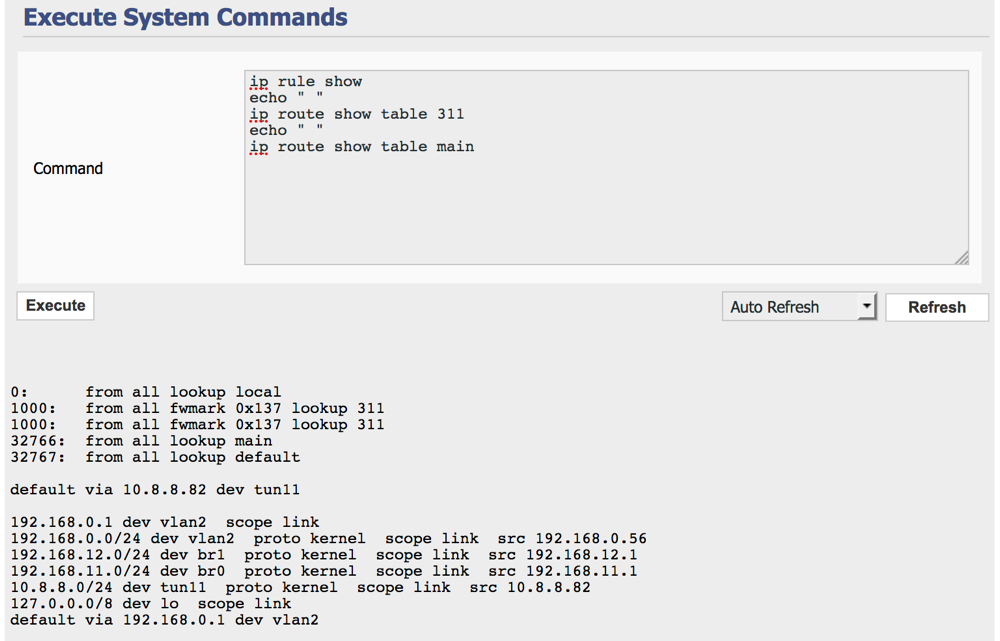 Execute System Commands
Command
ip rule show
echo " "
ip route show table 311
echo " "
ip route show table main
Execute
Auto Refresh
Refresh
0:      from all lookup local
1000:   from all fwmark 0x137 lookup 311
1000:   from all fwmark 0x137 lookup 311
32766:  from all lookup main
32767:  from all lookup default
default via 10.8.8.82 dev tun11
192.168.0.1 dev vlan2  scope link
192.168.0.0/24 dev vlan2  proto kernel  scope link  src 192.168.0.56
192.168.12.0/24 dev br1  proto kernel  scope link  src 192.168.12.1
192.168.11.0/24 dev br0  proto kernel  scope link  src 192.168.11.1
10.8.8.0/24 dev tun11  proto kernel  scope link  src 10.8.8.82
127.0.0.0/8 dev lo  scope link
default via 192.168.0.1 dev vlan2